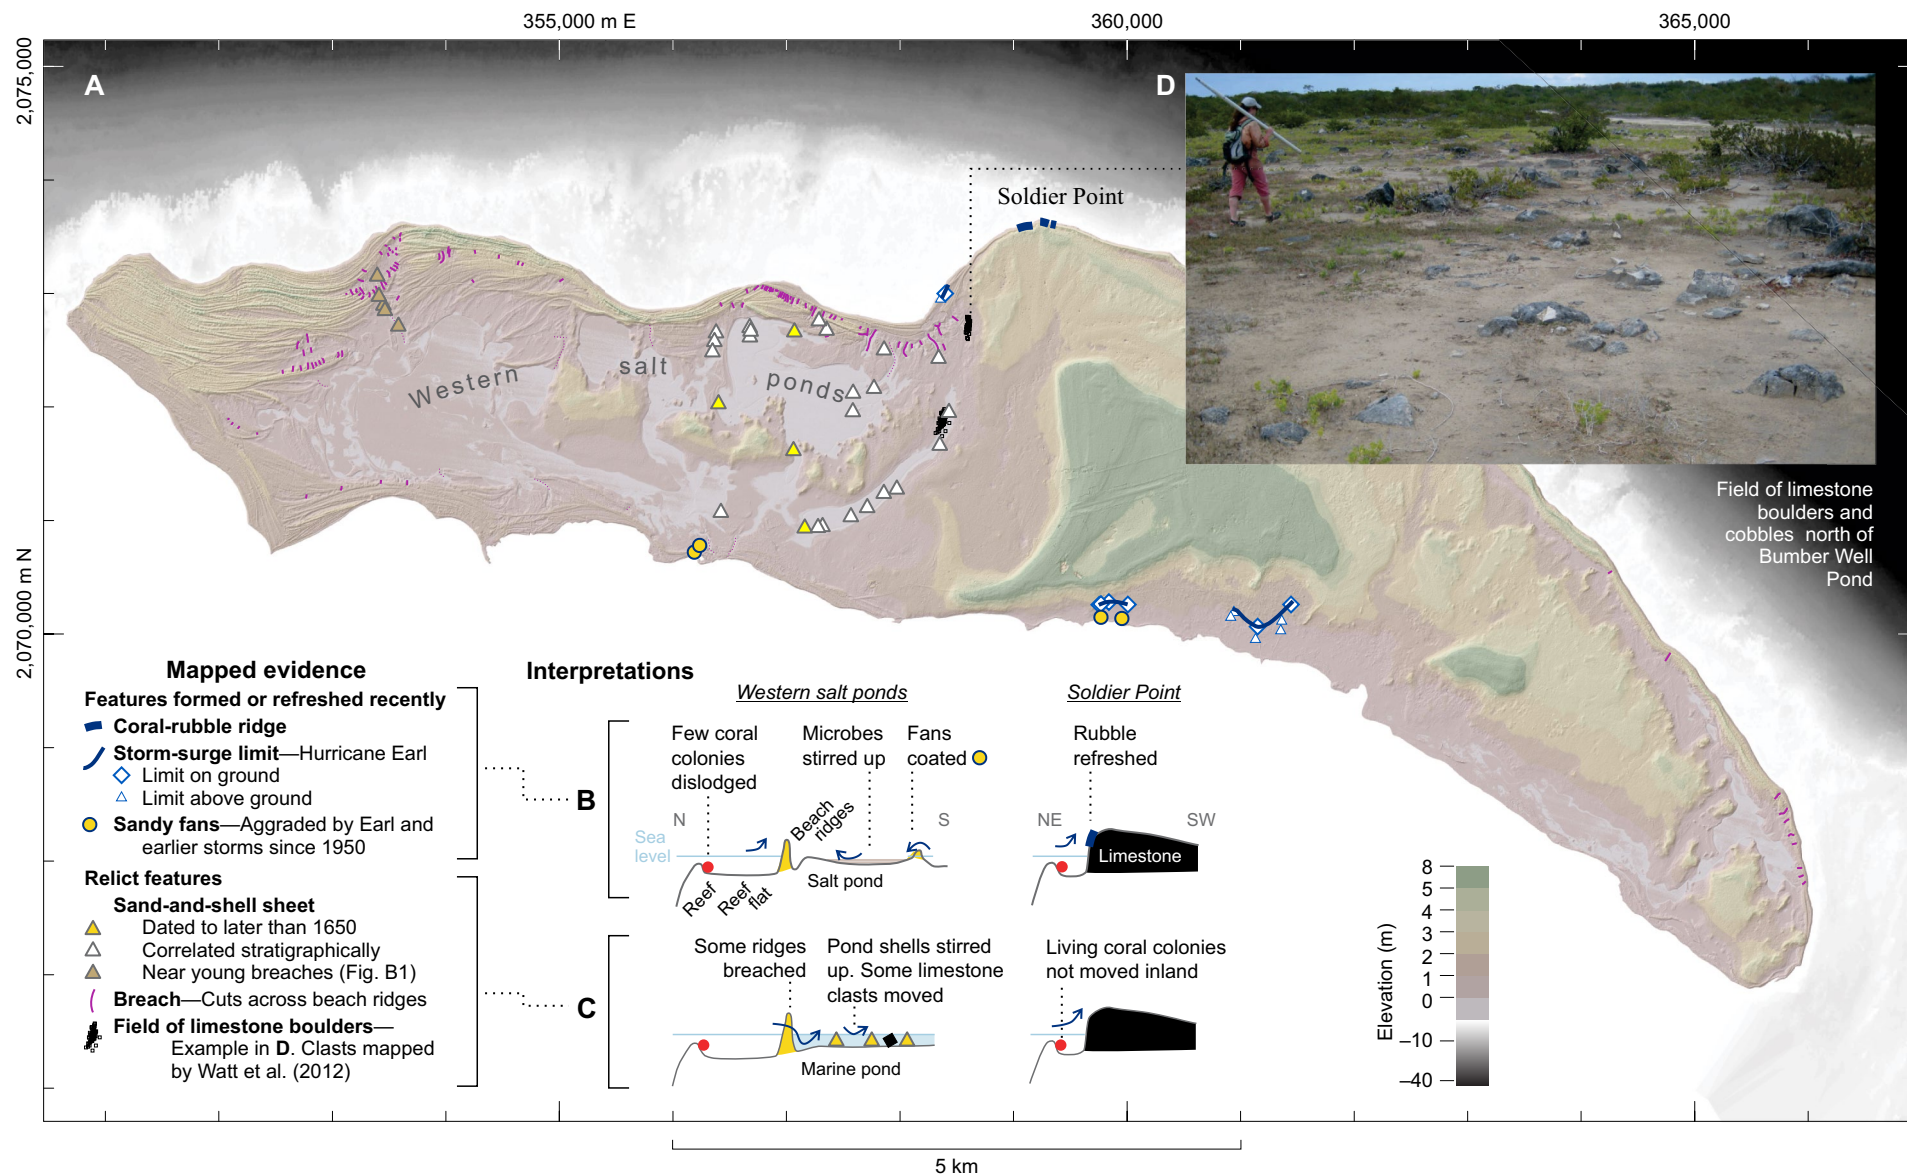 355,000 m E
360,000
365,000
2,075,000
2,070,000 m N
A
D
Soldier Point
Western salt ponds
Field of limestone
boulders and
cobbles north of
Bumber Well
Pond
Mapped evidence
Features formed or refreshed recently
Coral-rubble ridge
Storm-surge limit—Hurricane Earl
Limit on ground
Limit above ground
Sandy fans—Aggraded by Earl and
earlier storms since 1950
Relict features
Sand-and-shell sheet
Dated to later than 1650
Correlated stratigraphically
Near young breaches (Fig. B1)
Breach—Cuts across beach ridges
Field of limestone boulders—
Example in D. Clasts mapped
by Watt et al. (2012)
Interpretations
B
Western salt ponds
Few coral
colonies
dislodged
Microbes
stirred up
Fans
coated
N
S
Sea
level
Beach
ridges
Reef
Reef
flat
Salt pond
Soldier Point
Rubble
refreshed
NE
SW
Limestone
C
Some ridges
breached
Pond shells stirred
up. Some limestone
clasts moved
Marine pond
Living coral colonies
not moved inland
Elevation (m)
8
5
4
3
2
1
0
–10
–40
5 km